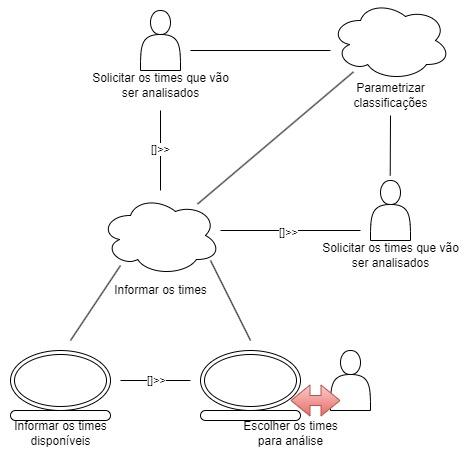 Solicitar os times que vão
ser analisados
Parametrizar
classificações
[]>>
[]>>
Solicitar os times que vão
ser analisados
Informar os times
[]>>
Informar os times
disponíveis
Escolher os times
para análise